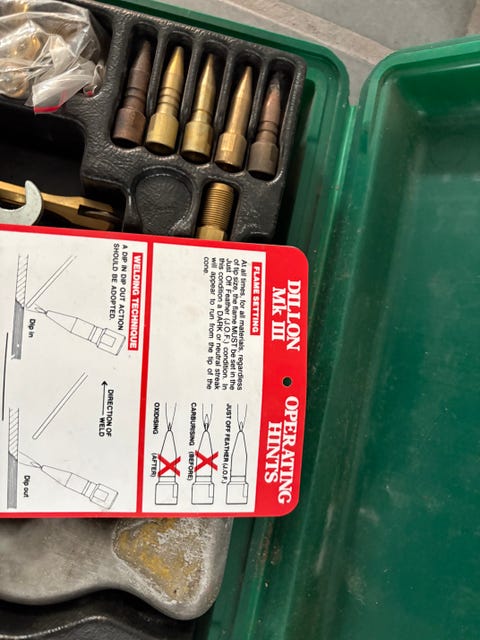 DILLON
Mk III
OPERATING
HINTS
FLAME SETTING
At all times, for all materials, regardless
of tip size, the flame MUST be set in the
Just Off Feather (J.O.F.) condition. In
this condition a DARK or neutral streak
will appear to run from the tip of the
cone.
JUST OFF FEATHER (J.O.F.)
CARBURISING (BEFORE)
OXIDISING (AFTER)
WELDING TECHNIQUE
A DIP IN DIP OUT ACTION
SHOULD BE ADOPTED.
Dip in
DIRECTION OF
WELD
Dip out